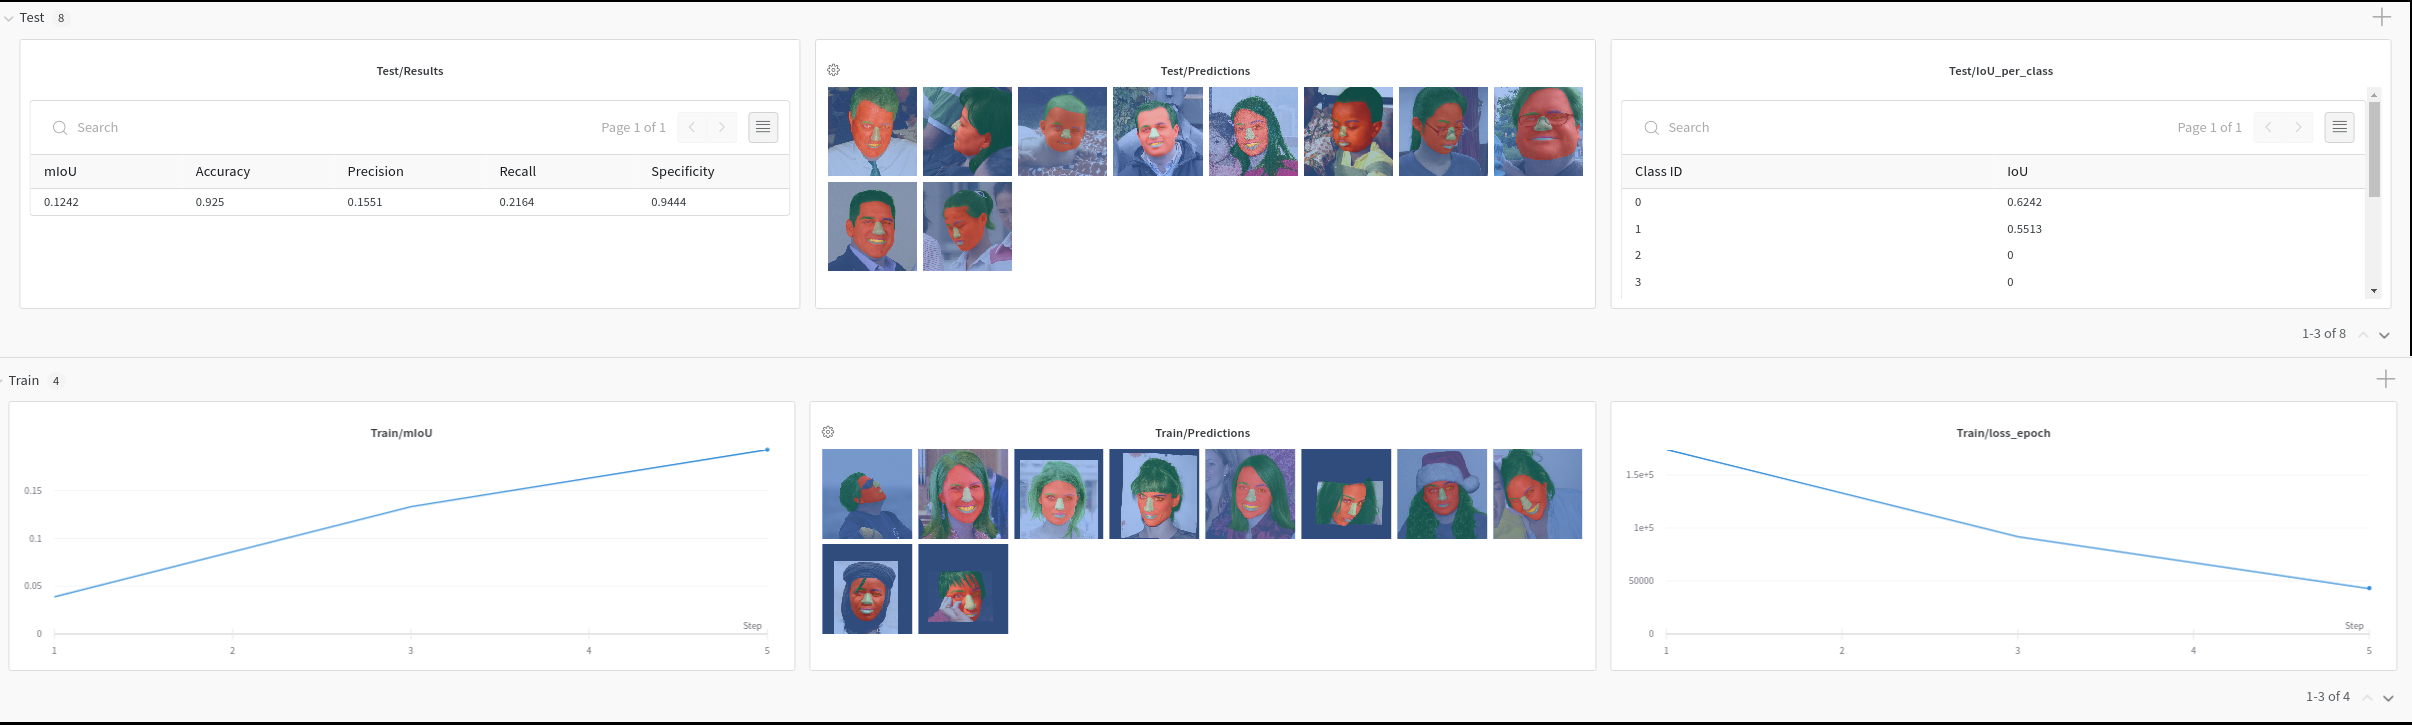 Test 8
Test/Results
Search Page 1 of 1
mIoU Accuracy Precision Recall Specificity
0.1242 0.925 0.1551 0.2164 0.9444
Test/Predictions
Test/IoU_per_class
Search Page 1 of 1
Class ID IoU
0 0.6242
1 0.5513
2 0
3 0
1-3 of 8
Train 4
Train/mIoU
0.15
0.1
0.05
0
Step
1 2 3 4 5
Train/Predictions
Train/loss_epoch
1.5e+5
1e+5
50000
0
Step
1 2 3 4 5
1-3 of 4